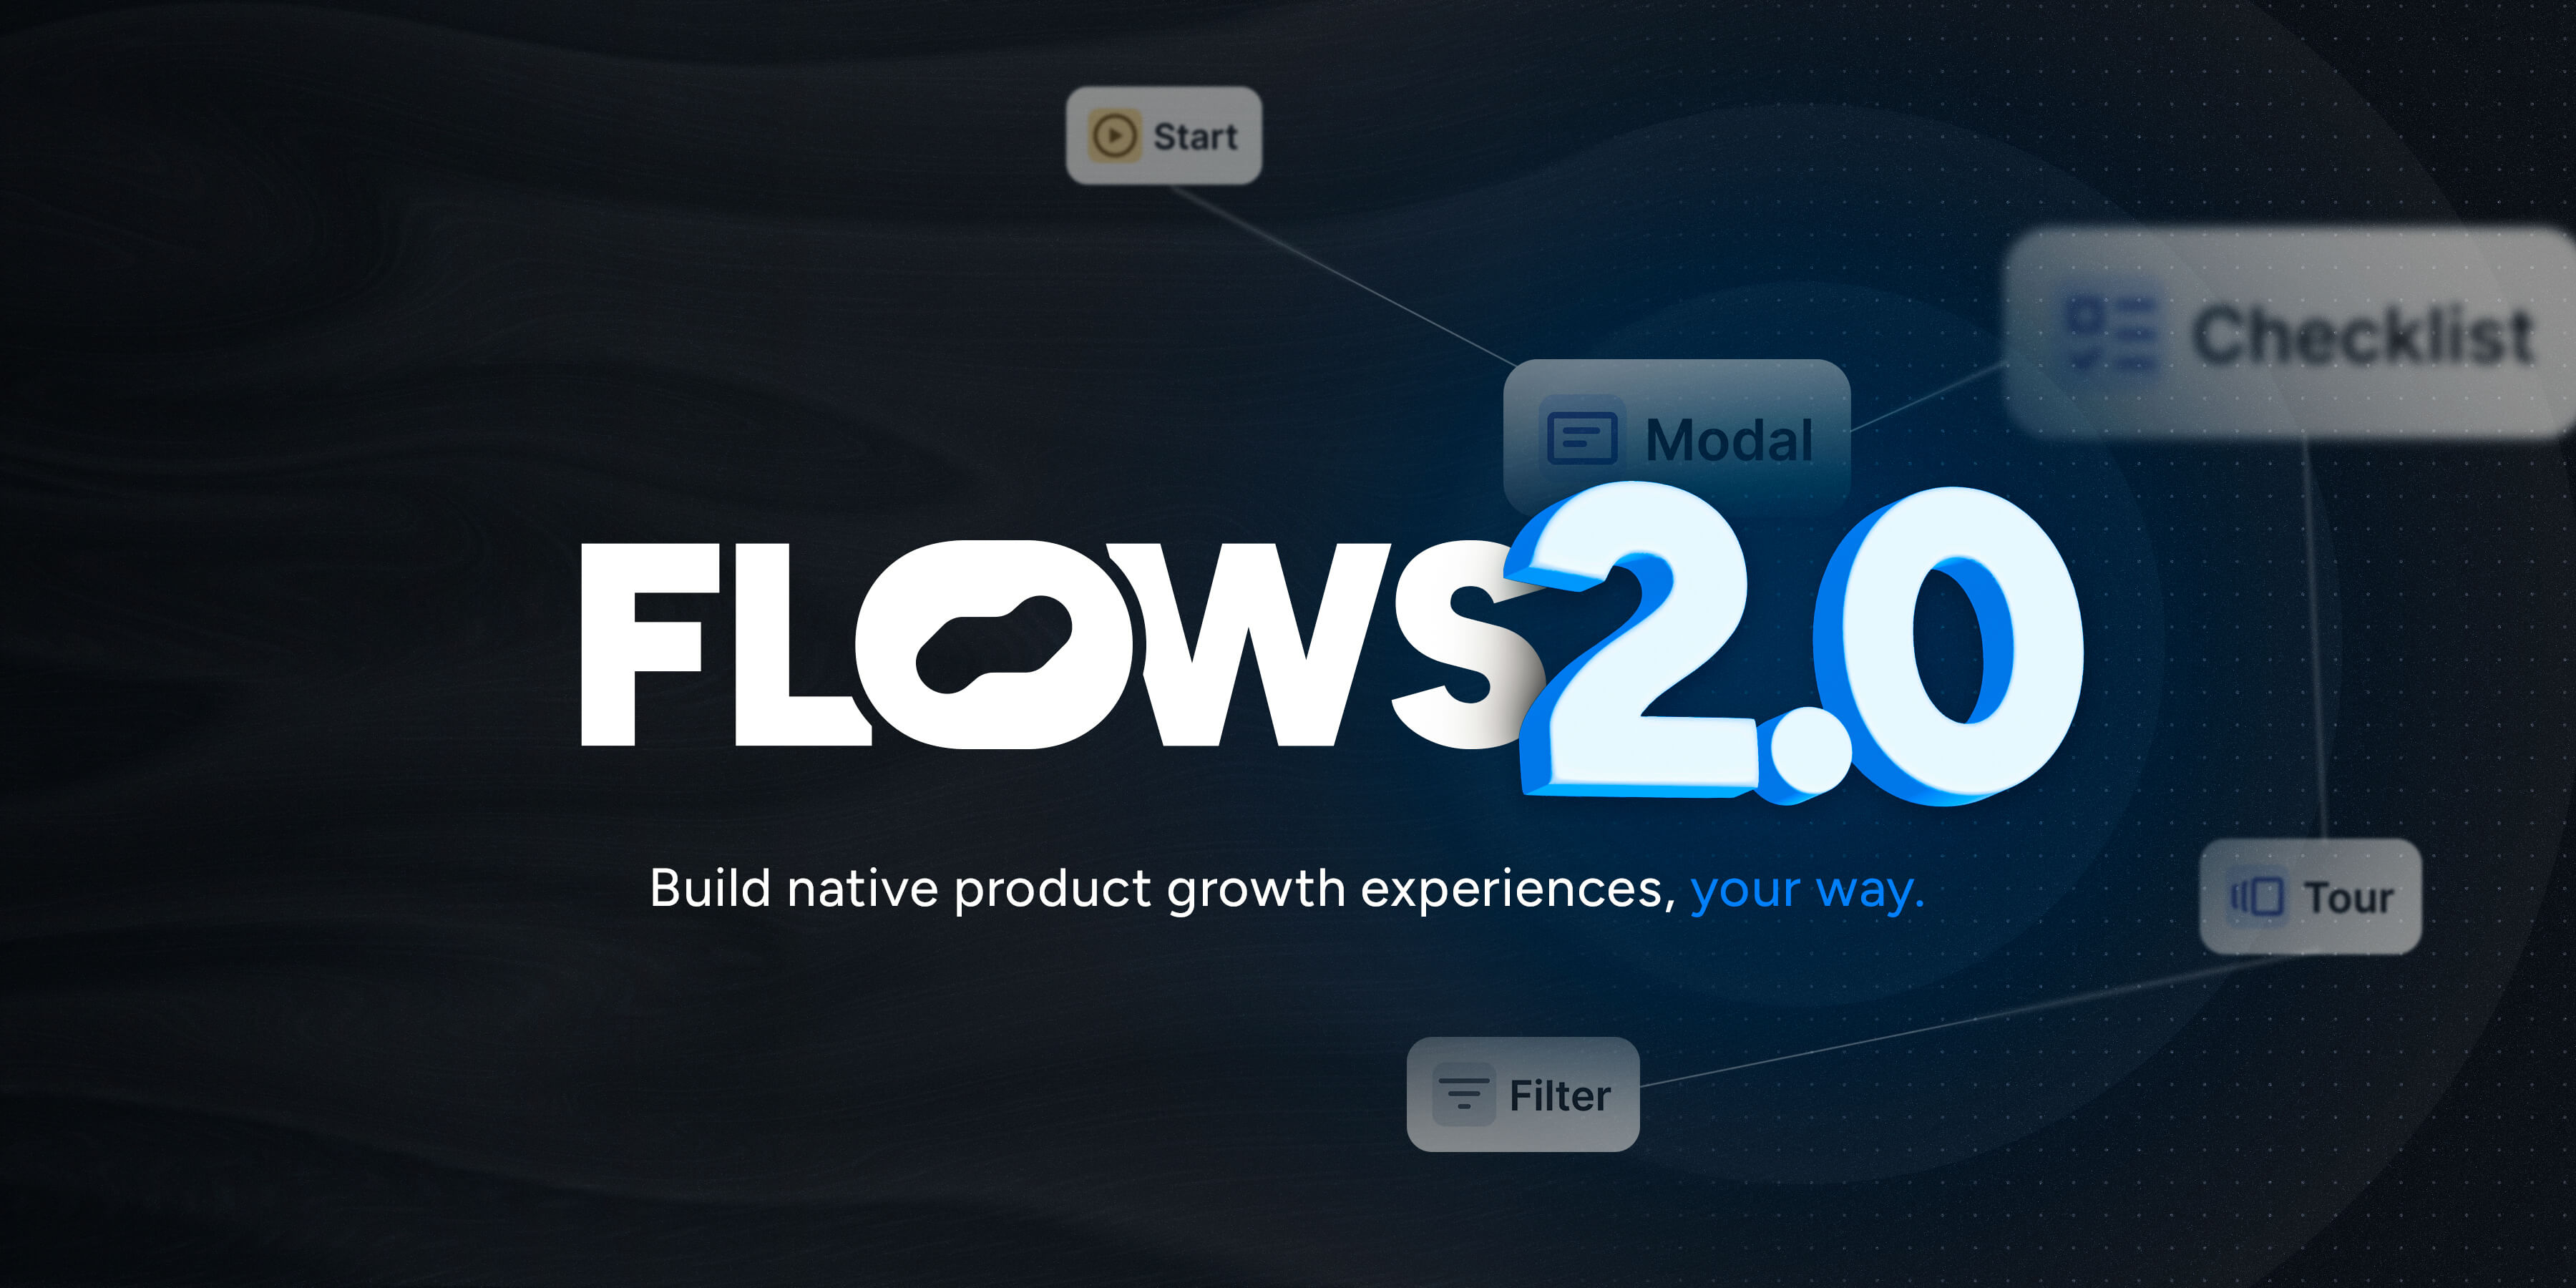 Start
Checklist
Modal
FLOWS 2.0
Build native product growth experiences, your way.
Tour
Filter